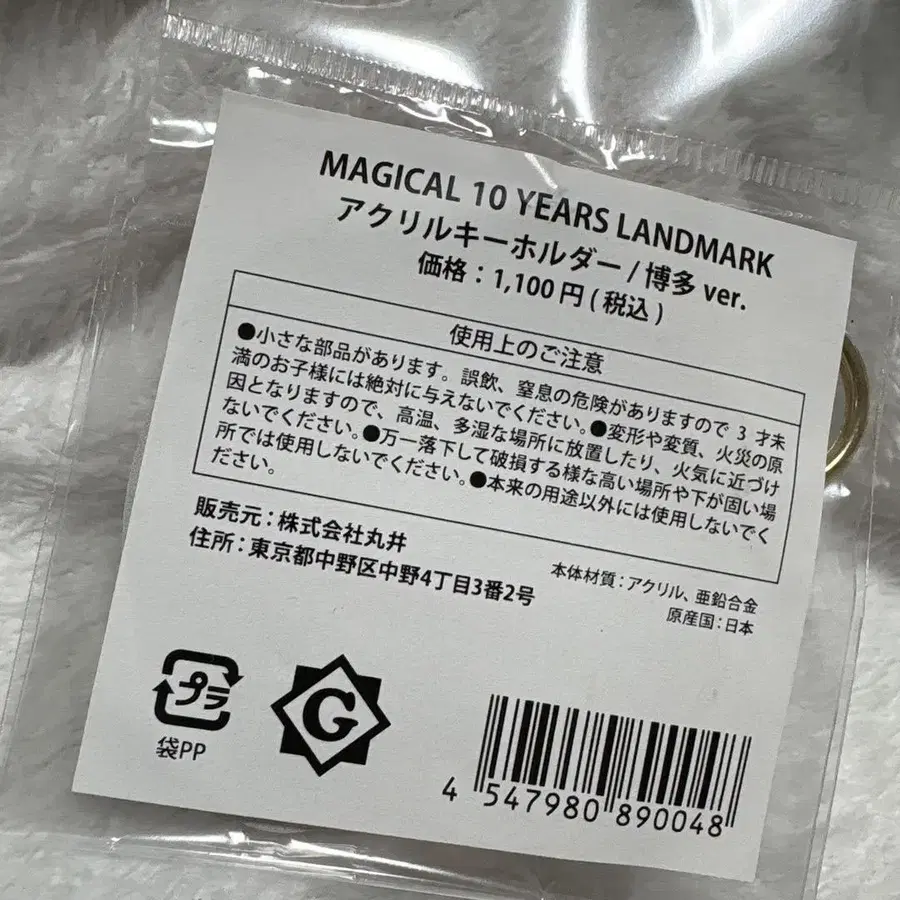 MAGICAL 10 YEARS LANDMARK
アクリルキーホルダー / 博多 ver.
価格：1,100円 (税込)
使用上のご注意
●小さな部品があります。誤飲、窒息の危険がありますので 3 才未
満のお子様には絶対に与えないでください。●変形や変質、火災の原
因となりますので、高温、多湿な場所に放置したり、火気に近づけ
ないでください。●万一落下して破損する様な高い場所や下が固い場
所では使用しないでください。●本来の用途以外には使用しないでく
ださい。
販売元：株式会社丸井
住所：東京都中野区中野4丁目3番2号
本体材質：アクリル、亜鉛合金
原産国：日本
プラ
袋PP
G
4 547980 890048